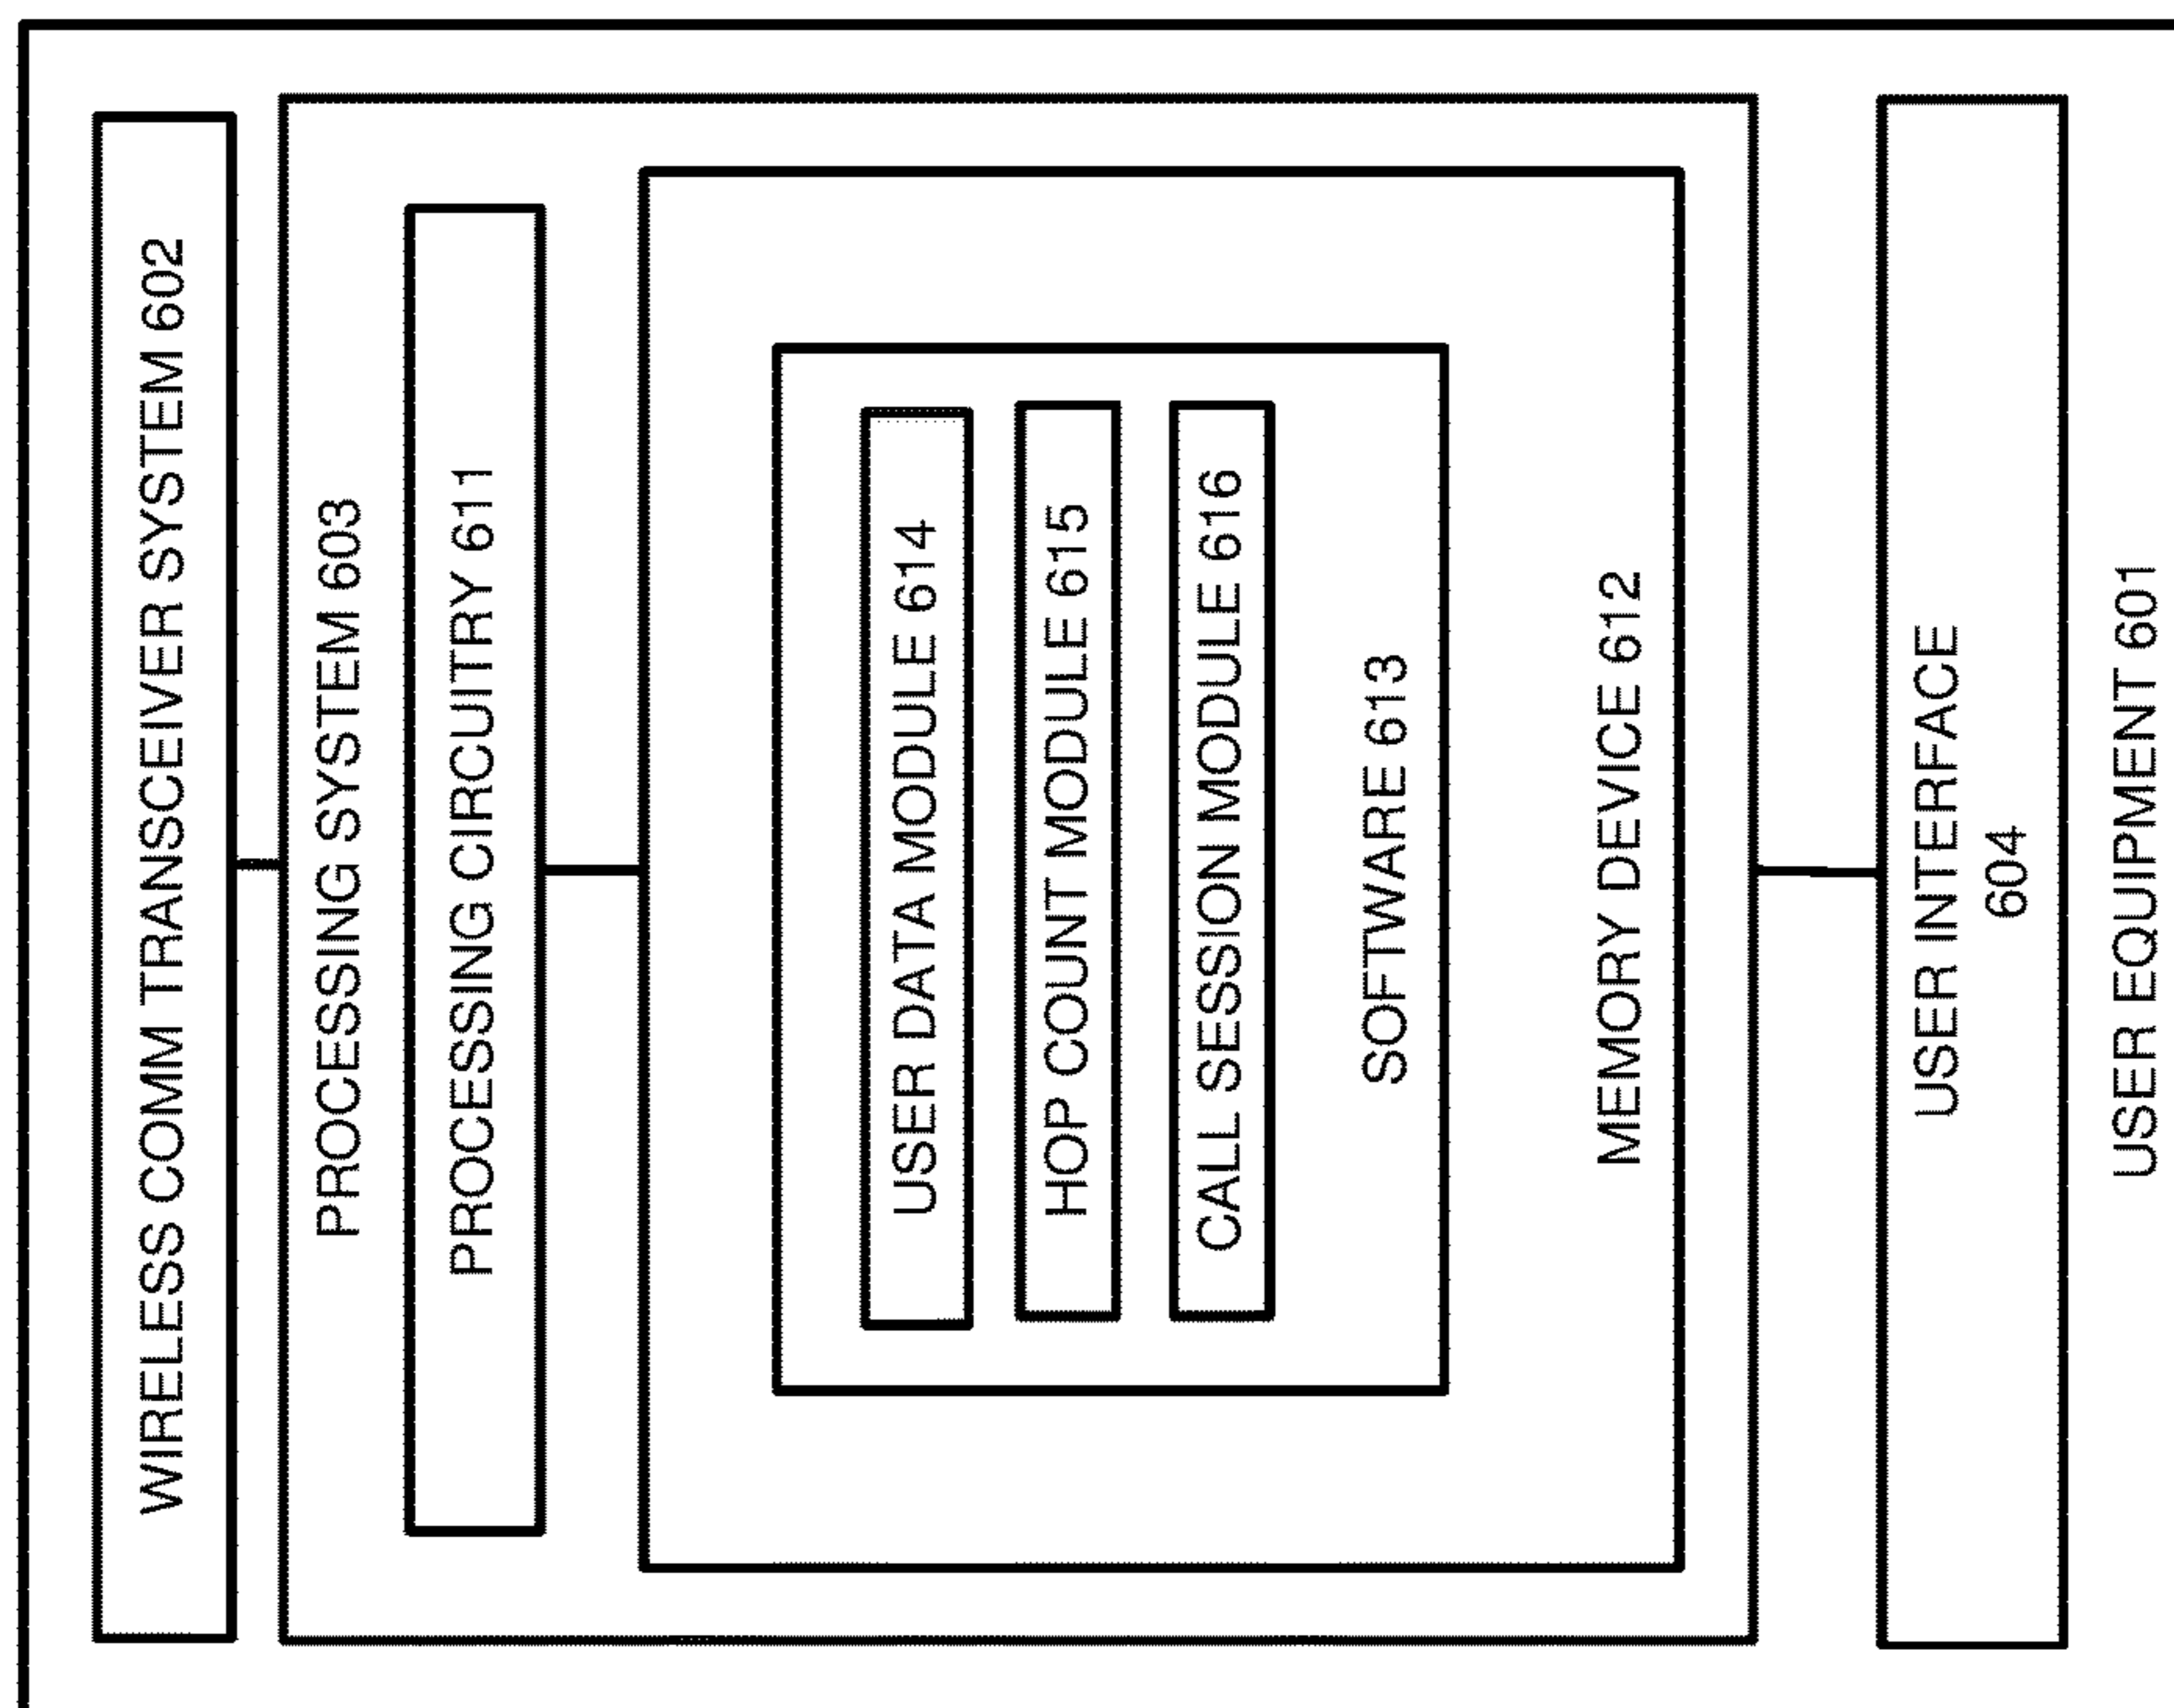 WIRELESS COMM TRANSCEIVER SYSTEM 602
PROCESSING SYSTEM 603
PROCESSING CIRCUITRY 611
USER DATA MODULE 614
HOP COUNT MODULE 615
CALL SESSION MODULE 616
SOFTWARE 613
MEMORY DEVICE 612
USER INTERFACE
604
USER EQUIPMENT 601